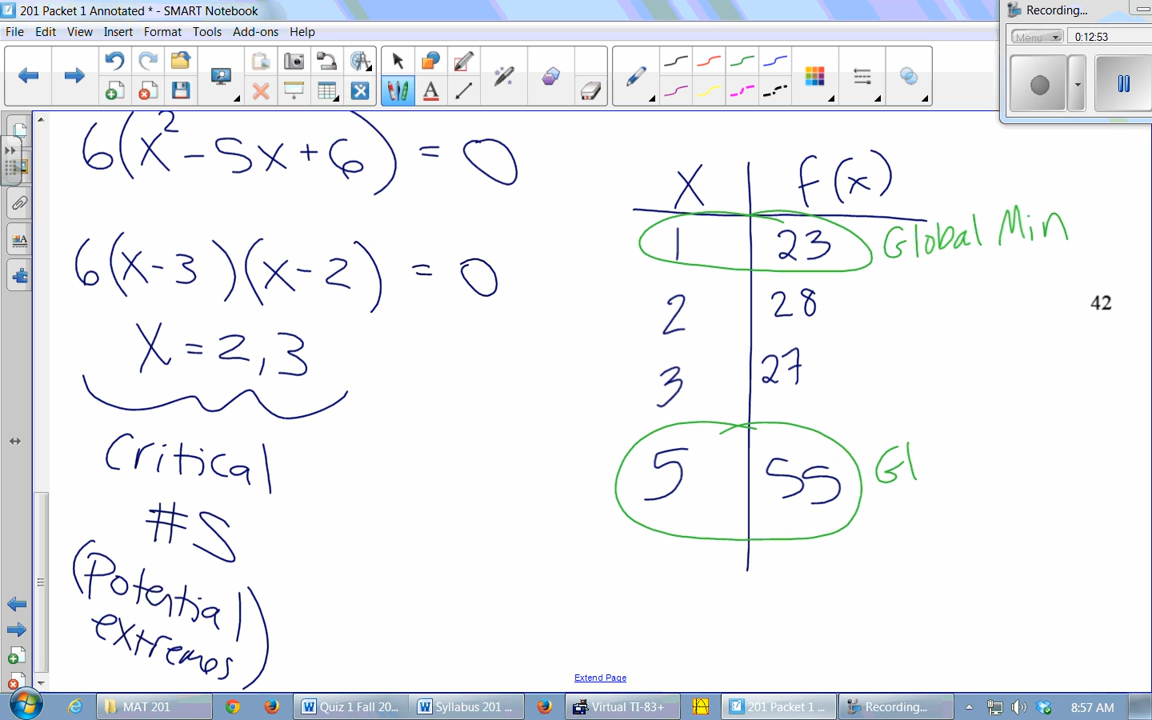 201 Packet 1 Annotated * - SMART Notebook
Recording...
File Edit View Insert Format Tools Add-ons Help
Menu
0:12:53
6(x² - 5x + 6) = 0
6(x-3)(x-2) = 0
X = 2,3
Critical
#S
(Potential
extremes)
X f(x)
1 23 Global Min
2 28
3 27
5 55 Gl
42
Extend Page
MAT 201
Quiz 1 Fall 20...
Syllabus 201 ...
Virtual TI-83+
201 Packet 1 ...
Recording...
8:57 AM